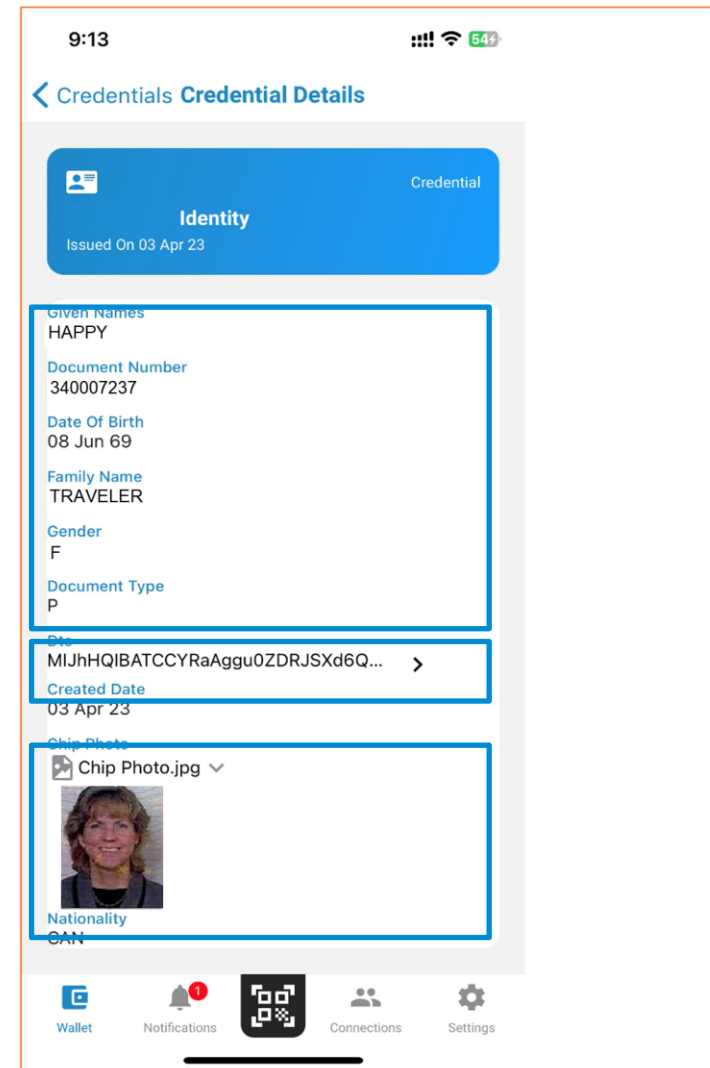 9:13
54
Credentials Credential Details
Credential
Identity
Issued On 03 Apr 23
Given Names
HAPPY
Document Number
340007237
Date Of Birth
08 Jun 69
Family Name
TRAVELER
Gender
F
Document Type
P
Dtc
MIJhHQIBATCCYRaAggu0ZDRJSXd6Q...
Created Date
03 Apr 23
Chip Photo
Chip Photo.jpg
Nationality
CAN
1
Wallet Notifications Connections Settings